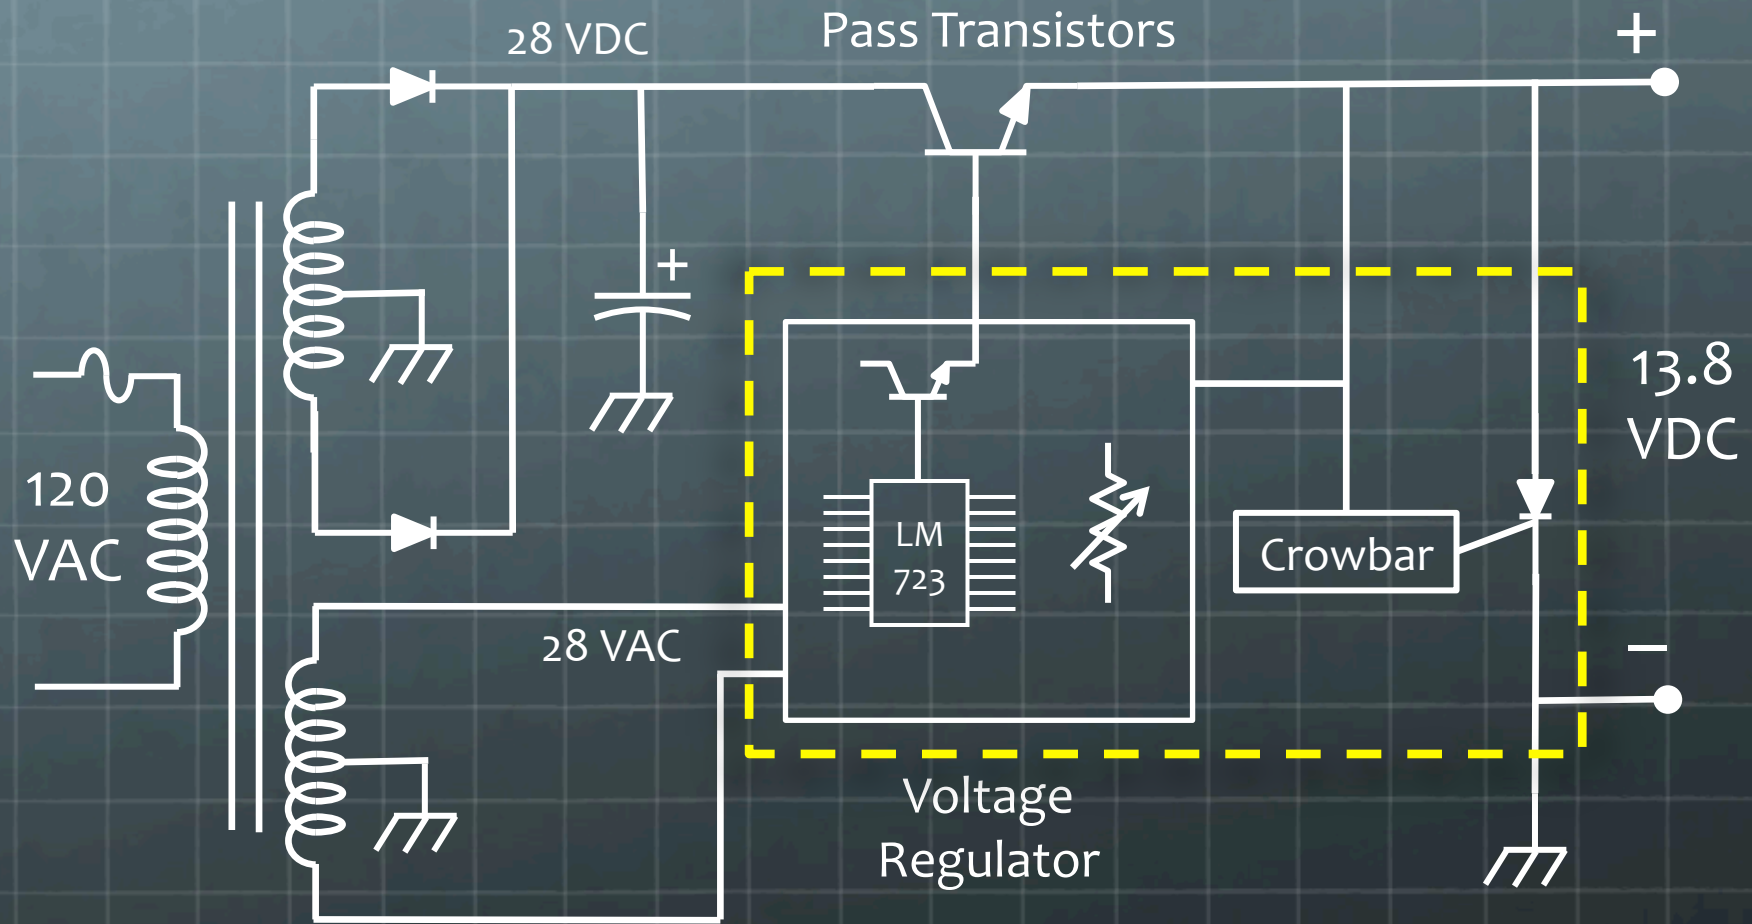 28 VDC
Pass Transistors
+
+
120
VAC
LM
723
Crowbar
13.8
VDC
28 VAC
–
Voltage
Regulator